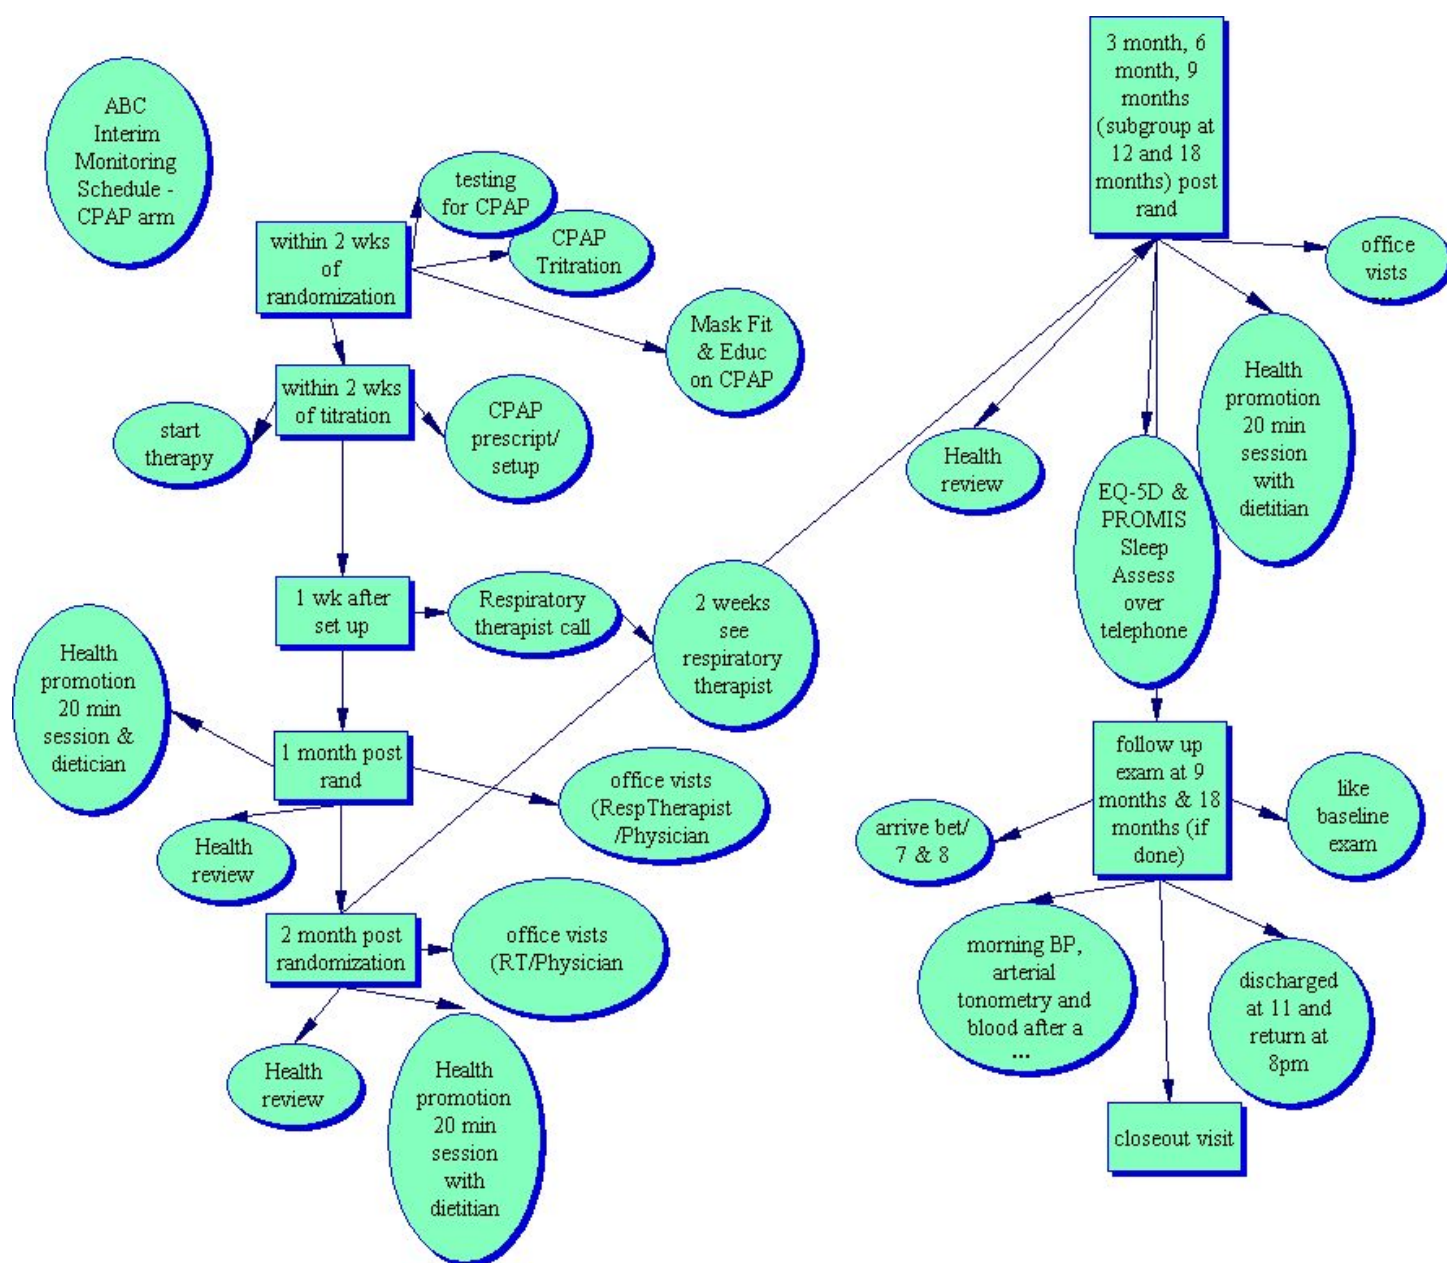 ABC
Interim
Monitoring
Schedule -
CPAP arm
within 2 wks
of
randomization
testing
for CPAP
CPAP
Tritration
Mask Fit
& Educ
on CPAP
within 2 wks
of titration
start
therapy
CPAP
prescript/
setup
1 wk after
set up
Respiratory
therapist call
2 weeks
see
respiratory
therapist
1 month post
rand
Health
promotion
20 min
session &
dietician
Health
review
office vists
(RespTherapist
/Physician
2 month post
randomization
office vists
(RT/Physician
Health
review
Health
promotion
20 min
session
with
dietitian
3 month, 6
month, 9
months
(subgroup at
12 and 18
months) post
rand
office
vists
...
Health
promotion
20 min
session
with
dietitian
Health
review
EQ-5D &
PROMIS
Sleep
Assess
over
telephone
follow up
exam at 9
months & 18
months (if
done)
arrive bet/
7 & 8
like
baseline
exam
morning BP,
arterial
tonometry and
blood after a
...
discharged
at 11 and
return at
8pm
closeout visit